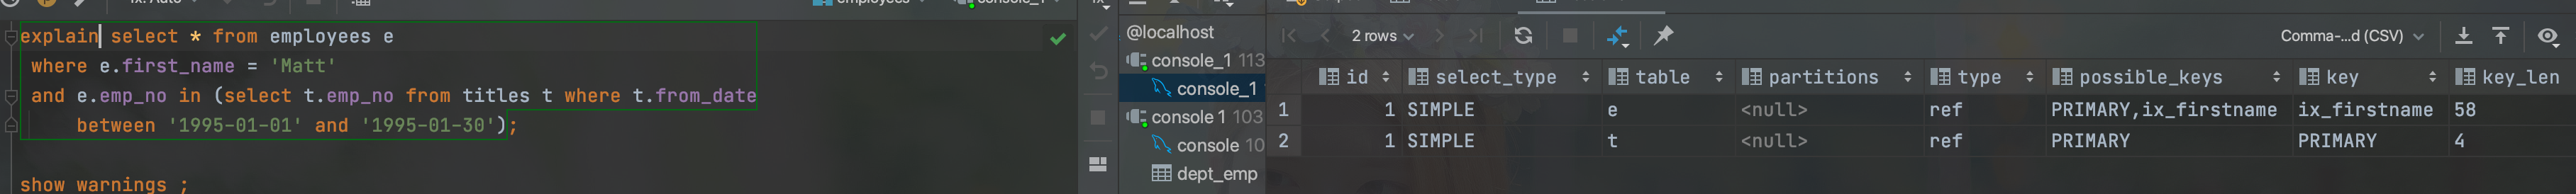 explain select * from employees e
where e.first_name = 'Matt'
and e.emp_no in (select t.emp_no from titles t where t.from_date
between '1995-01-01' and '1995-01-30');
show warnings ;
@localhost
console_1 113
console_1
console 1 103
console 10
dept_emp
2 rows
Comma-...d (CSV)
id select_type table partitions type possible_keys key key_len
1 1 SIMPLE e <null> ref PRIMARY,ix_firstname ix_firstname 58
2 1 SIMPLE t <null> ref PRIMARY PRIMARY 4